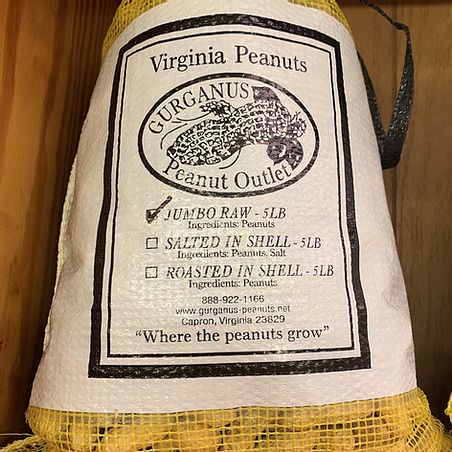 Virginia Peanuts
GURGANUS
Peanut Outlet
JUMBO RAW - 5LB
Ingredients: Peanuts
SALTED IN SHELL - 5LB
Ingredients: Peanuts, Salt
ROASTED IN SHELL - 5LB
Ingredients: Peanuts
888-922-1166
www.gurganus-peanuts.net
Capron, Virginia 23829
"Where the peanuts grow"